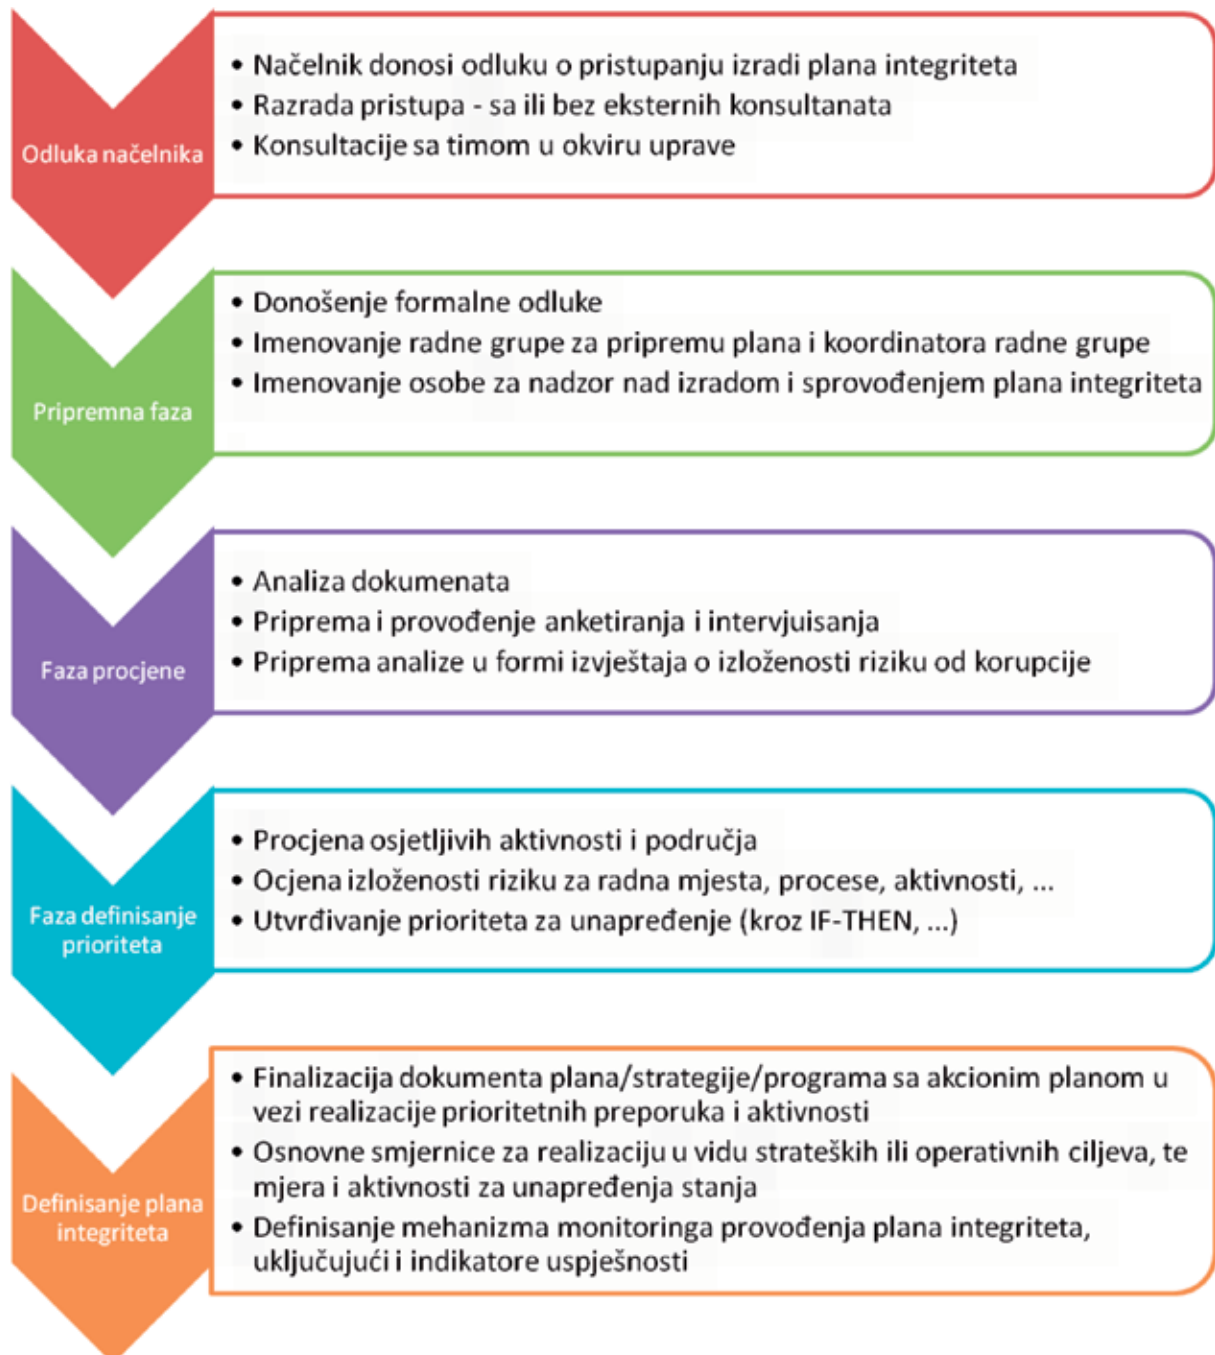 Odluka načelnika
• Načelnik donosi odluku o pristupanju izradi plana integriteta
• Razrada pristupa - sa ili bez eksternih konsultanata
• Konsultacije sa timom u okviru uprave
Pripremna faza
• Donošenje formalne odluke
• Imenovanje radne grupe za pripremu plana i koordinatora radne grupe
• Imenovanje osobe za nadzor nad izradom i sprovođenjem plana integriteta
Faza procjene
• Analiza dokumenata
• Priprema i provođenje anketiranja i intervjuisanja
• Priprema analize u formi izvještaja o izloženosti riziku od korupcije
Faza definisanje
prioriteta
• Procjena osjetljivih aktivnosti i područja
• Ocjena izloženosti riziku za radna mjesta, procese, aktivnosti, ...
• Utvrđivanje prioriteta za unapređenje (kroz IF-THEN, ...)
Definisanje plana
integriteta
• Finalizacija dokumenta plana/strategije/programa sa akcionim planom u
vezi realizacije prioritetnih preporuka i aktivnosti
• Osnovne smjernice za realizaciju u vidu strateških ili operativnih ciljeva, te
mjera i aktivnosti za unapređenja stanja
• Definisanje mehanizma monitoringa provođenja plana integriteta,
uključujući i indikatore uspješnosti